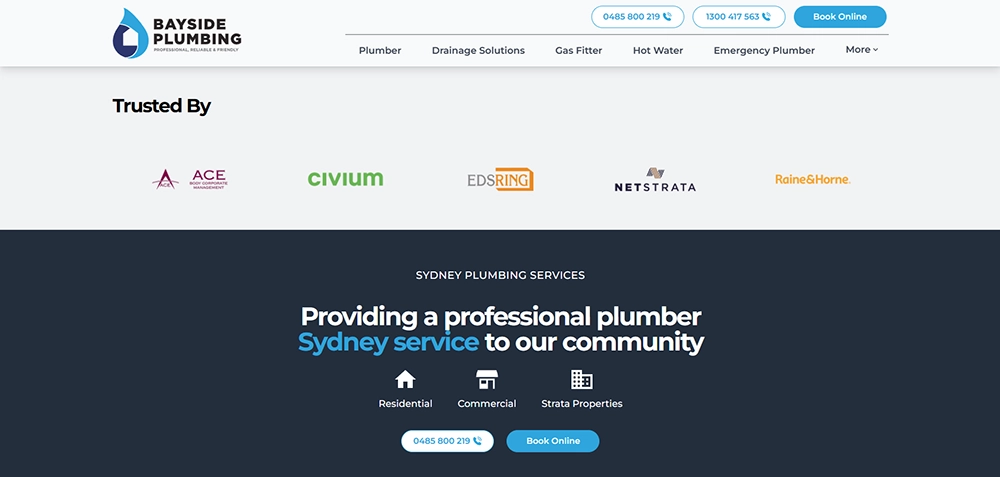 BAYSIDE
PLUMBING
PROFESSIONAL, RELIABLE & FRIENDLY
0485 800 219
1300 417 563
Book Online
Plumber
Drainage Solutions
Gas Fitter
Hot Water
Emergency Plumber
More
Trusted By
ACE
ACE
BODY CORPORATE
MANAGEMENT
civium
EDSRING
NETSTRATA
Raine&Horne.
SYDNEY PLUMBING SERVICES
Providing a professional plumber
Sydney service to our community
Residential
Commercial
Strata Properties
0485 800 219
Book Online